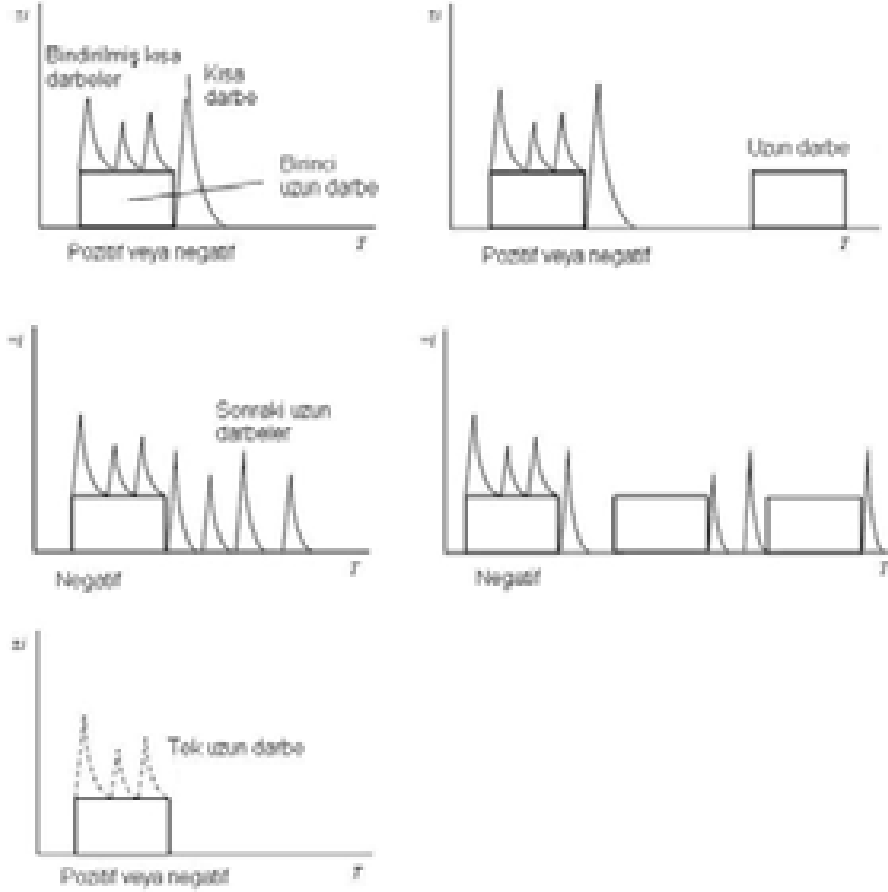 ±i
Bindirilmiş kısa
darbeler
Kısa
darbe
Birinci
uzun darbe
T
Pozitif veya negatif
±i
Uzun darbe
T
Pozitif veya negatif
-i
Sonraki uzun
darbeler
T
Negatif
-i
T
Negatif
±i
Tek uzun darbe
T
Pozitif veya negatif